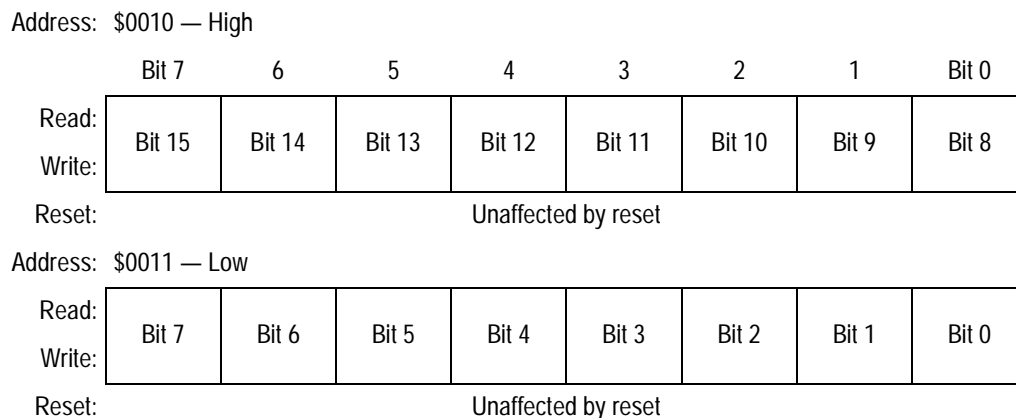 Address: $0010 — High
Bit 7 6 5 4 3 2 1 Bit 0
Read:
Bit 15 Bit 14 Bit 13 Bit 12 Bit 11 Bit 10 Bit 9 Bit 8
Write:
Reset: Unaffected by reset
Address: $0011 — Low
Read:
Bit 7 Bit 6 Bit 5 Bit 4 Bit 3 Bit 2 Bit 1 Bit 0
Write:
Reset: Unaffected by reset